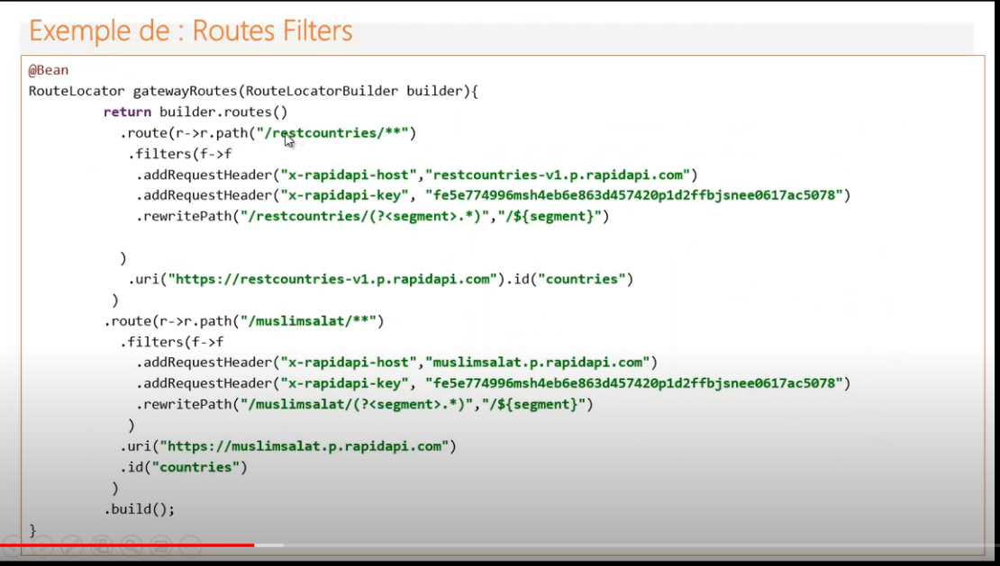 Exemple de : Routes Filters
@Bean
RouteLocator gatewayRoutes(RouteLocatorBuilder builder){
return builder.routes()
.route(r->r.path("/restcountries/**")
.filters(f->f
.addRequestHeader("x-rapidapi-host","restcountries-v1.p.rapidapi.com")
.addRequestHeader("x-rapidapi-key", "fe5e774996msh4eb6e863d457420p1d2ffbjsnee0617ac5078")
.rewritePath("/restcountries/(?<segment>.*)","/${segment}")
)
.uri("https://restcountries-v1.p.rapidapi.com").id("countries")
)
.route(r->r.path("/muslimsalat/**")
.filters(f->f
.addRequestHeader("x-rapidapi-host","muslimsalat.p.rapidapi.com")
.addRequestHeader("x-rapidapi-key", "fe5e774996msh4eb6e863d457420p1d2ffbjsnee0617ac5078")
.rewritePath("/muslimsalat/(?<segment>.*)","/${segment}")
)
.uri("https://muslimsalat.p.rapidapi.com")
.id("countries")
)
.build();
}